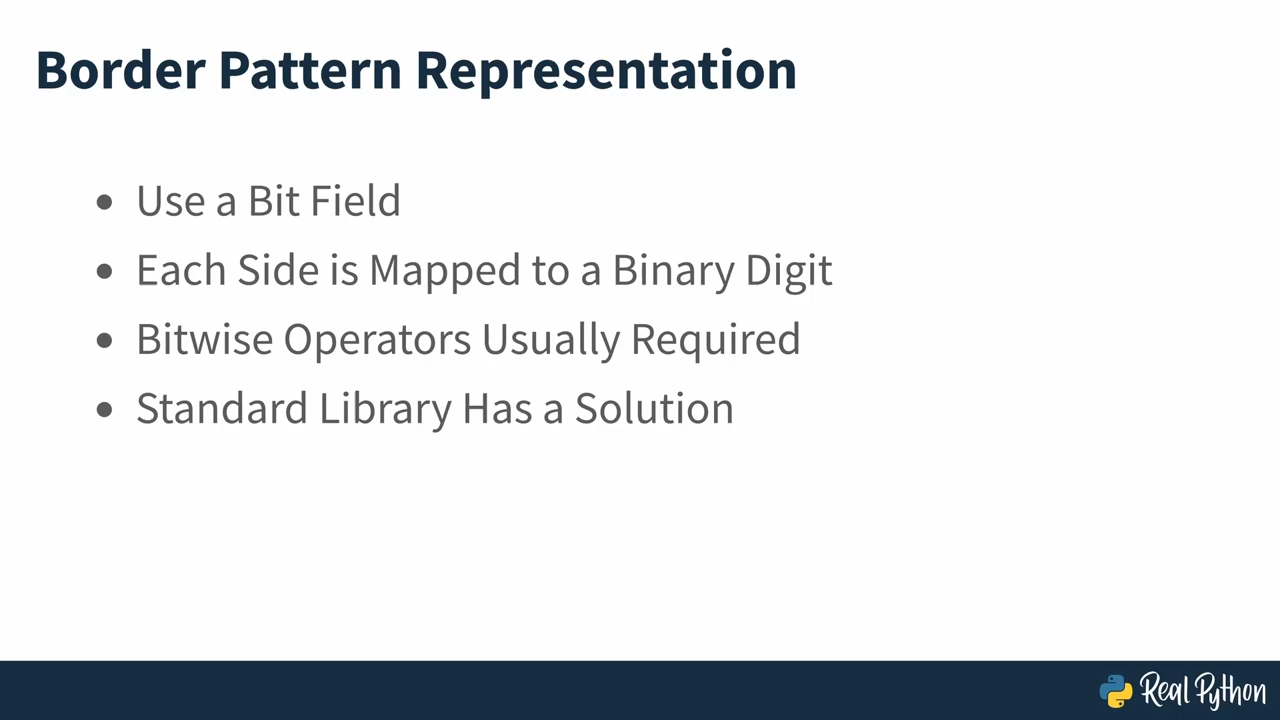 Border Pattern Representation
• Use a Bit Field
• Each Side is Mapped to a Binary Digit
• Bitwise Operators Usually Required
• Standard Library Has a Solution
Real Python